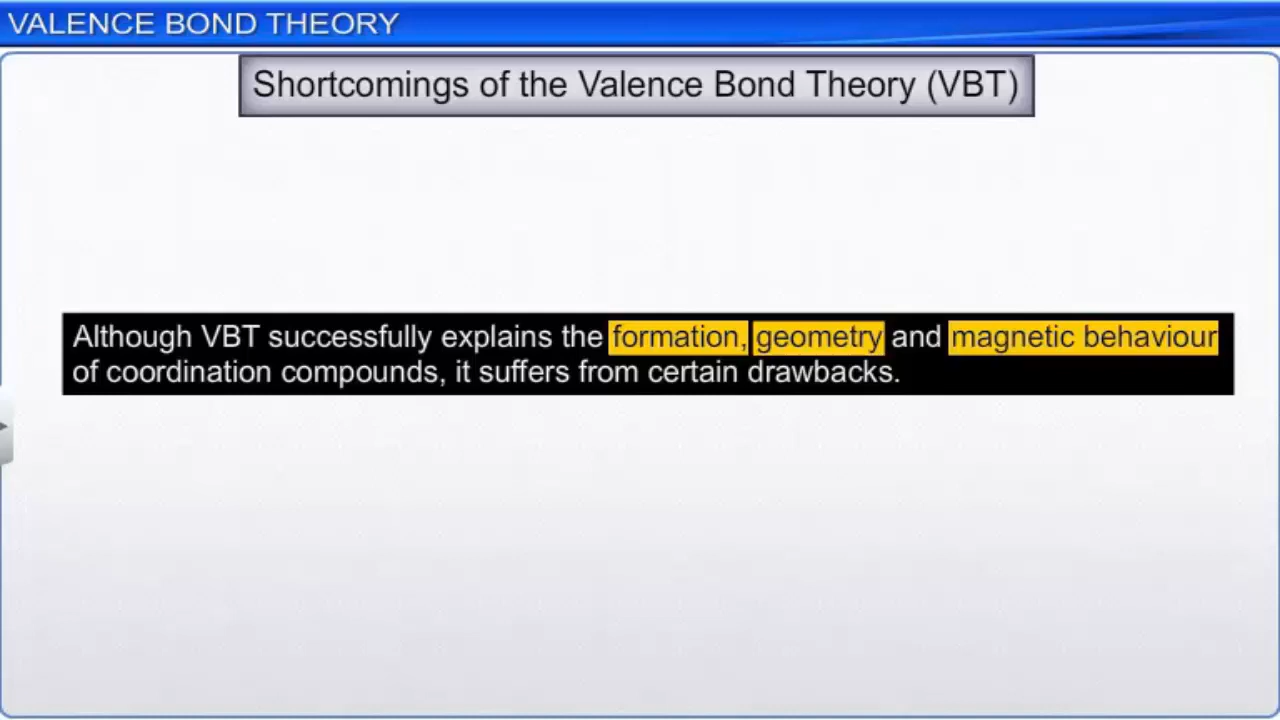 VALENCE BOND THEORY
Shortcomings of the Valence Bond Theory (VBT)
Although VBT successfully explains the formation, geometry and magnetic behaviour
of coordination compounds, it suffers from certain drawbacks.